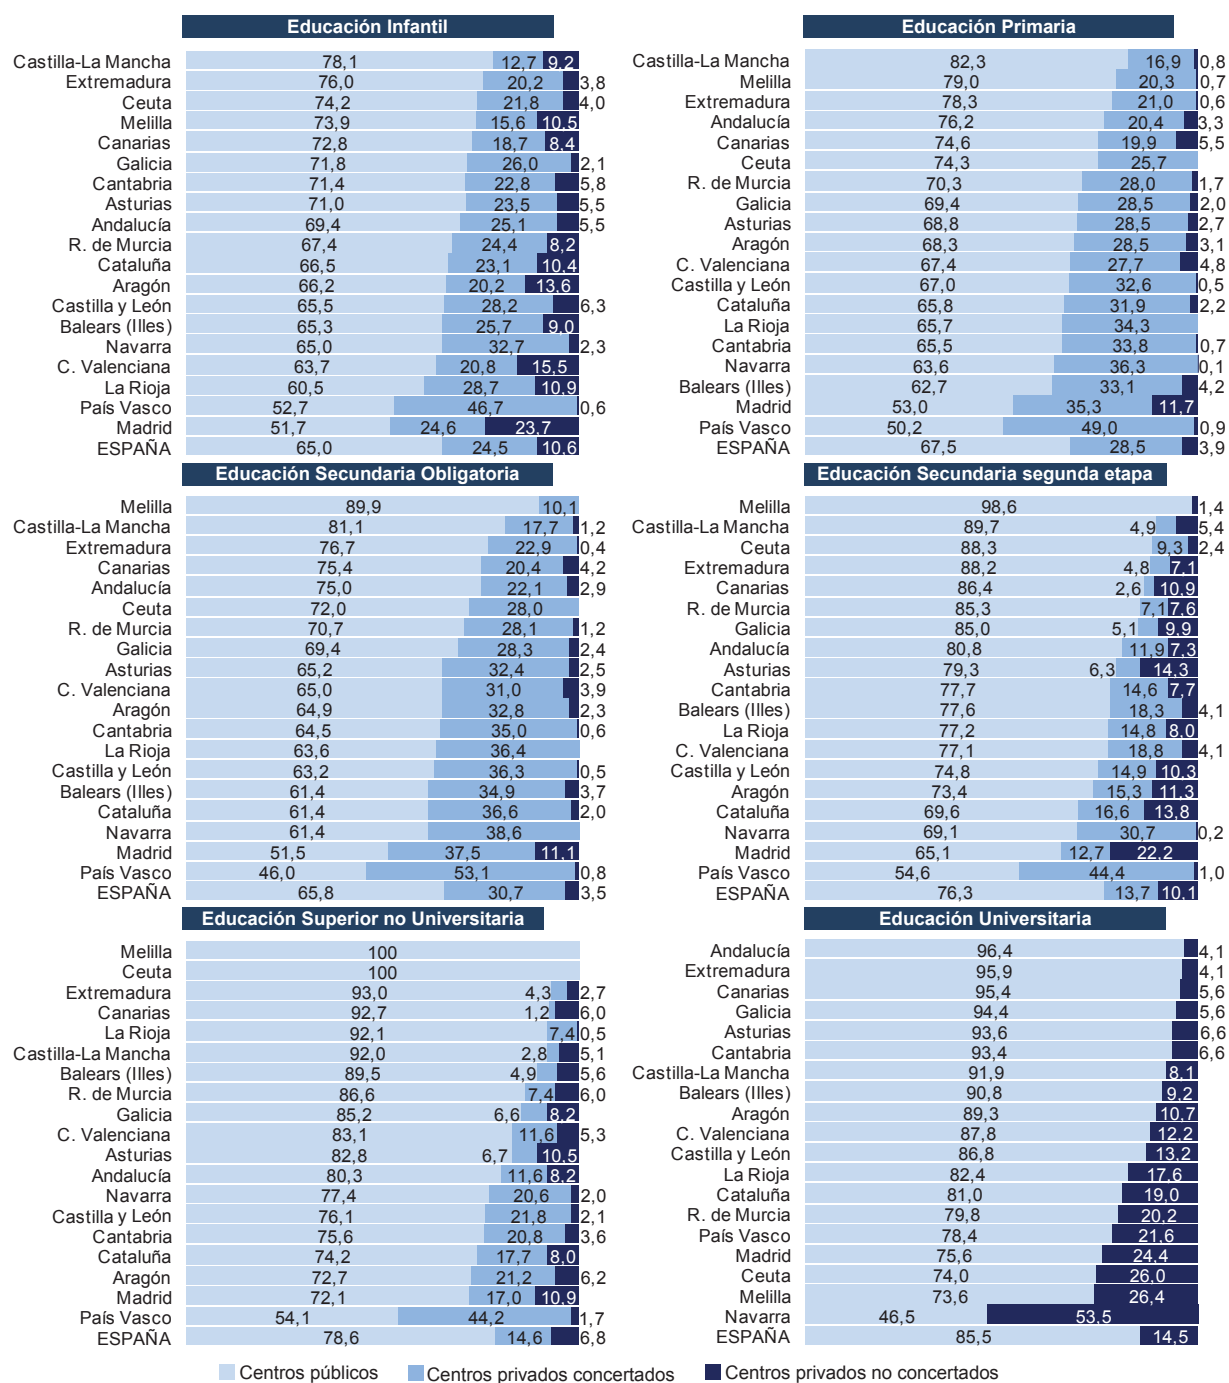 Educación Infantil
Castilla-La Mancha 78,1 12,7 9,2
Extremadura 76,0 20,2 3,8
Ceuta 74,2 21,8 4,0
Melilla 73,9 15,6 10,5
Canarias 72,8 18,7 8,4
Galicia 71,8 26,0 2,1
Cantabria 71,4 22,8 5,8
Asturias 71,0 23,5 5,5
Andalucía 69,4 25,1 5,5
R. de Murcia 67,4 24,4 8,2
Cataluña 66,5 23,1 10,4
Aragón 66,2 20,2 13,6
Castilla y León 65,5 28,2 6,3
Balears (Illes) 65,3 25,7 9,0
Navarra 65,0 32,7 2,3
C. Valenciana 63,7 20,8 15,5
La Rioja 60,5 28,7 10,9
País Vasco 52,7 46,7 0,6
Madrid 51,7 24,6 23,7
ESPAÑA 65,0 24,5 10,6
Educación Primaria
Castilla-La Mancha 82,3 16,9 0,8
Melilla 79,0 20,3 0,7
Extremadura 78,3 21,0 0,6
Andalucía 76,2 20,4 3,3
Canarias 74,6 19,9 5,5
Ceuta 74,3 25,7
R. de Murcia 70,3 28,0 1,7
Galicia 69,4 28,5 2,0
Asturias 68,8 28,5 2,7
Aragón 68,3 28,5 3,1
C. Valenciana 67,4 27,7 4,8
Castilla y León 67,0 32,6 0,5
Cataluña 65,8 31,9 2,2
La Rioja 65,7 34,3
Cantabria 65,5 33,8 0,7
Navarra 63,6 36,3 0,1
Balears (Illes) 62,7 33,1 4,2
Madrid 53,0 35,3 11,7
País Vasco 50,2 49,0 0,9
ESPAÑA 67,5 28,5 3,9
Educación Secundaria Obligatoria
Melilla 89,9 10,1
Castilla-La Mancha 81,1 17,7 1,2
Extremadura 76,7 22,9 0,4
Canarias 75,4 20,4 4,2
Andalucía 75,0 22,1 2,9
Ceuta 72,0 28,0
R. de Murcia 70,7 28,1 1,2
Galicia 69,4 28,3 2,4
Asturias 65,2 32,4 2,5
C. Valenciana 65,0 31,0 3,9
Aragón 64,9 32,8 2,3
Cantabria 64,5 35,0 0,6
La Rioja 63,6 36,4
Castilla y León 63,2 36,3 0,5
Balears (Illes) 61,4 34,9 3,7
Cataluña 61,4 36,6 2,0
Navarra 61,4 38,6
Madrid 51,5 37,5 11,1
País Vasco 46,0 53,1 0,8
ESPAÑA 65,8 30,7 3,5
Educación Secundaria segunda etapa
Melilla 98,6 1,4
Castilla-La Mancha 89,7 4,9 5,4
Ceuta 88,3 9,3 2,4
Extremadura 88,2 4,8 7,1
Canarias 86,4 2,6 10,9
R. de Murcia 85,3 7,1 7,6
Galicia 85,0 5,1 9,9
Andalucía 80,8 11,9 7,3
Asturias 79,3 6,3 14,3
Cantabria 77,7 14,6 7,7
Balears (Illes) 77,6 18,3 4,1
La Rioja 77,2 14,8 8,0
C. Valenciana 77,1 18,8 4,1
Castilla y León 74,8 14,9 10,3
Aragón 73,4 15,3 11,3
Cataluña 69,6 16,6 13,8
Navarra 69,1 30,7 0,2
Madrid 65,1 12,7 22,2
País Vasco 54,6 44,4 1,0
ESPAÑA 76,3 13,7 10,1
Educación Superior no Universitaria
Melilla 100
Ceuta 100
Extremadura 93,0 4,3 2,7
Canarias 92,7 1,2 6,0
La Rioja 92,1 7,4 0,5
Castilla-La Mancha 92,0 2,8 5,1
Balears (Illes) 89,5 4,9 5,6
R. de Murcia 86,6 7,4 6,0
Galicia 85,2 6,6 8,2
C. Valenciana 83,1 11,6 5,3
Asturias 82,8 6,7 10,5
Andalucía 80,3 11,6 8,2
Navarra 77,4 20,6 2,0
Castilla y León 76,1 21,8 2,1
Cantabria 75,6 20,8 3,6
Cataluña 74,2 17,7 8,0
Aragón 72,7 21,2 6,2
Madrid 72,1 17,0 10,9
País Vasco 54,1 44,2 1,7
ESPAÑA 78,6 14,6 6,8
Educación Universitaria
Andalucía 96,4 4,1
Extremadura 95,9 4,1
Canarias 95,4 5,6
Galicia 94,4 5,6
Asturias 93,6 6,6
Cantabria 93,4 6,6
Castilla-La Mancha 91,9 8,1
Balears (Illes) 90,8 9,2
Aragón 89,3 10,7
C. Valenciana 87,8 12,2
Castilla y León 86,8 13,2
La Rioja 82,4 17,6
Cataluña 81,0 19,0
R. de Murcia 79,8 20,2
País Vasco 78,4 21,6
Madrid 75,6 24,4
Ceuta 74,0 26,0
Melilla 73,6 26,4
Navarra 46,5 53,5
ESPAÑA 85,5 14,5
Centros públicos Centros privados concertados Centros privados no concertados